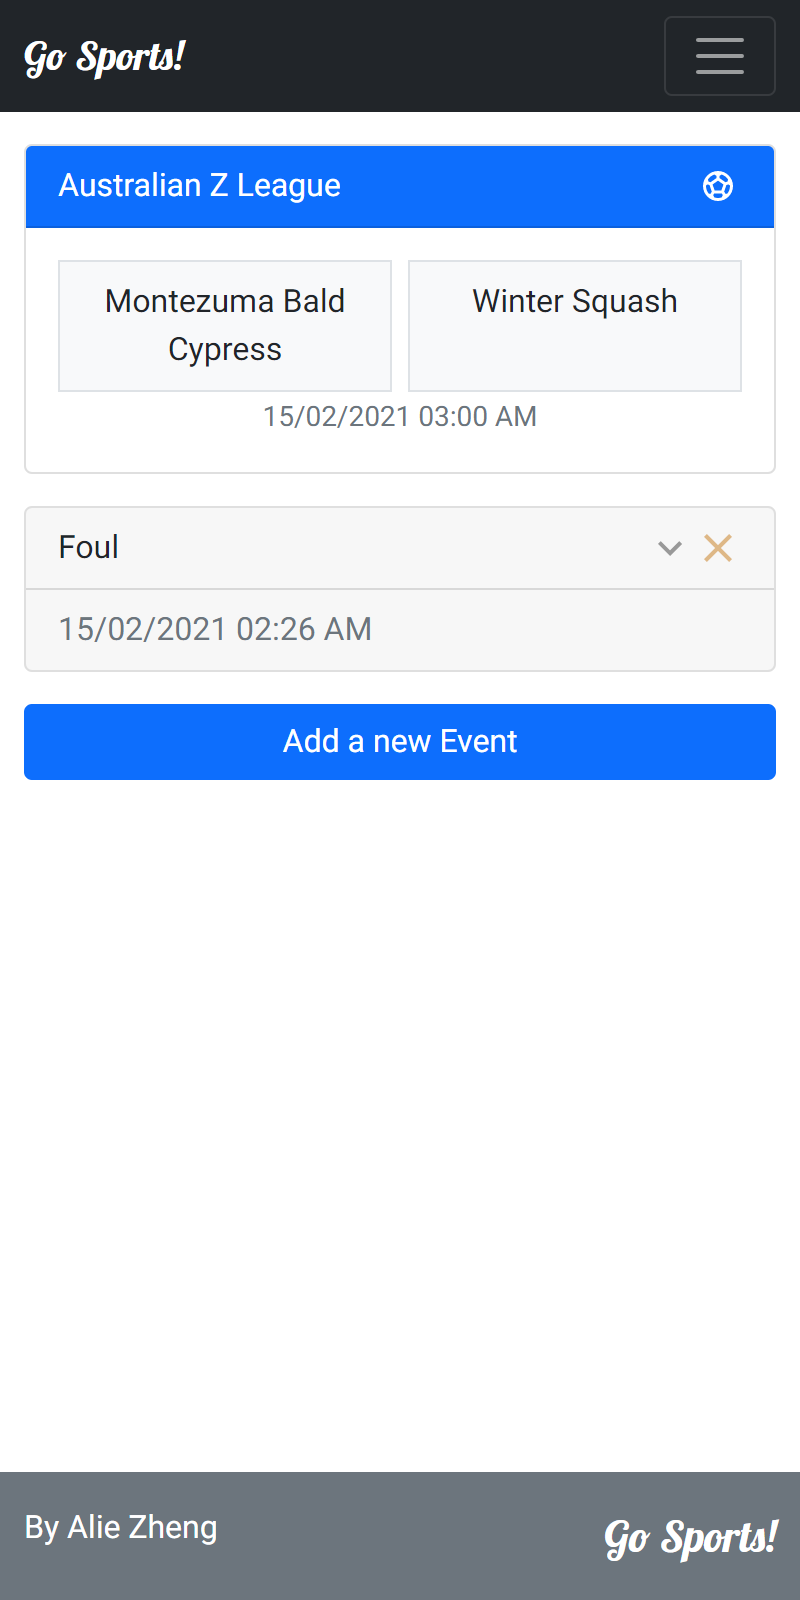 Go Sports!
Australian Z League
Montezuma Bald
Cypress
Winter Squash
15/02/2021 03:00 AM
Foul
15/02/2021 02:26 AM
Add a new Event
By Alie Zheng
Go Sports!